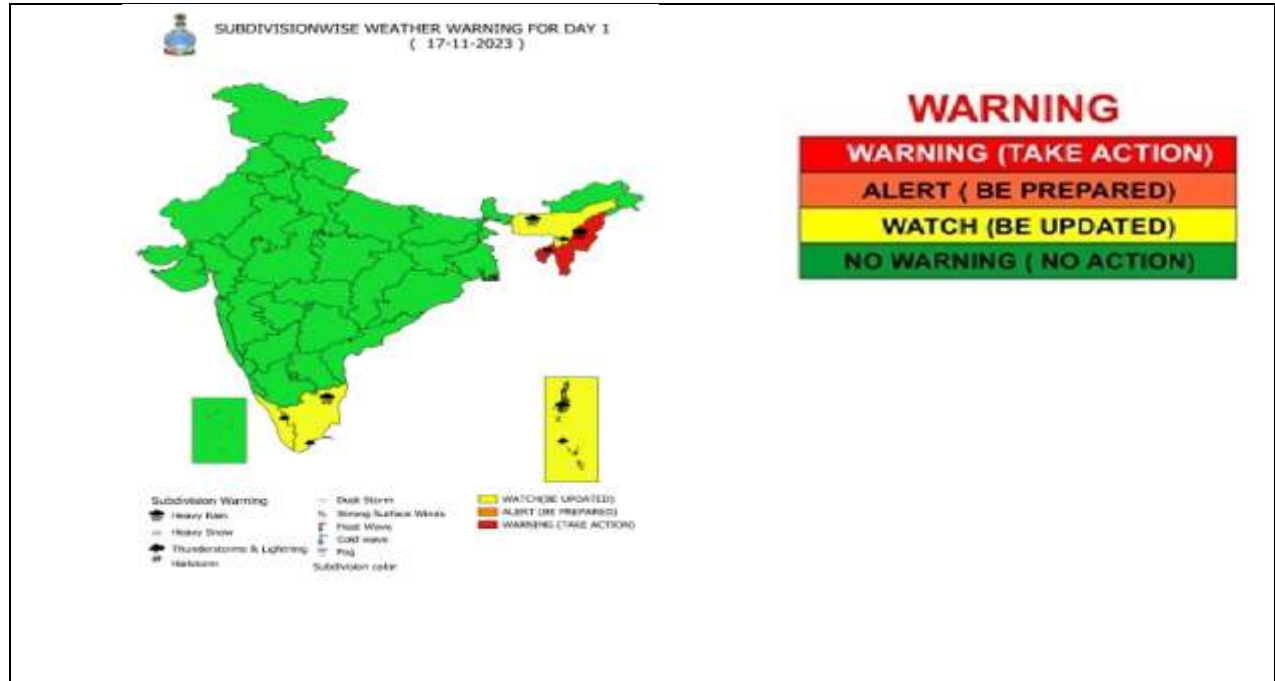 SUBDIVISIONWISE WEATHER WARNING FOR DAY 1
( 17-11-2023 )
WARNING
WARNING (TAKE ACTION)
ALERT ( BE PREPARED)
WATCH (BE UPDATED)
NO WARNING ( NO ACTION)
Subdivision Warning
Heavy Rain
Heavy Snow
Thunderstorms & Lightning
Hailstorm
Dust Storm
Strong Surface Winds
Heat Wave
Cold wave
Fog
Subdivision color
WATCH(BE UPDATED)
ALERT (BE PREPARED)
WARNING (TAKE ACTION)